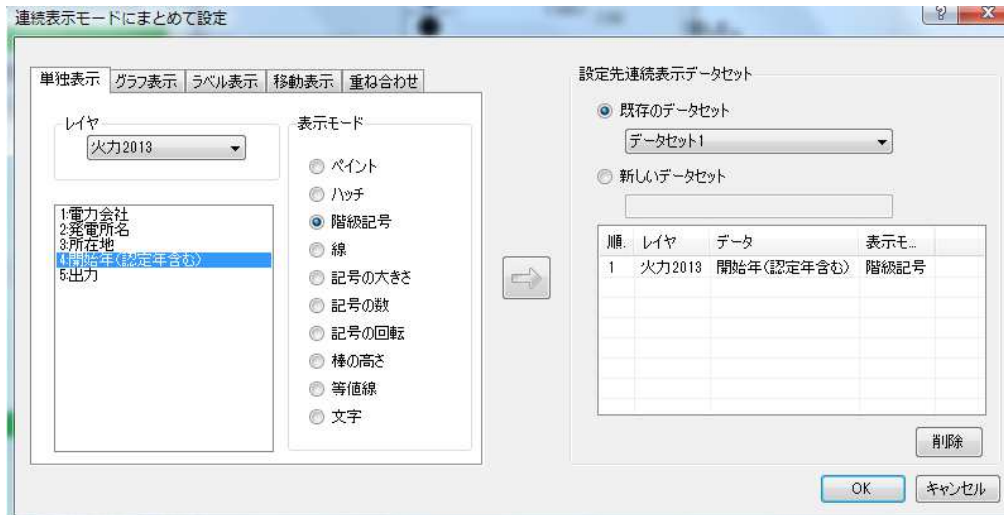 連続表示モードにまとめて設定
単独表示 グラフ表示 ラベル表示 移動表示 重ね合わせ
レイヤ
火力2013
1:電力会社
2:発電所名
3:所在地
4:開始年(認定年含む)
5:出力
表示モード
ペイント
ハッチ
階級記号
線
記号の大きさ
記号の数
記号の回転
棒の高さ
等値線
文字
設定先連続表示データセット
既存のデータセット
データセット1
新しいデータセット
順. レイヤ データ 表示モ...
1 火力2013 開始年(認定年含む) 階級記号
削除
OK キャンセル